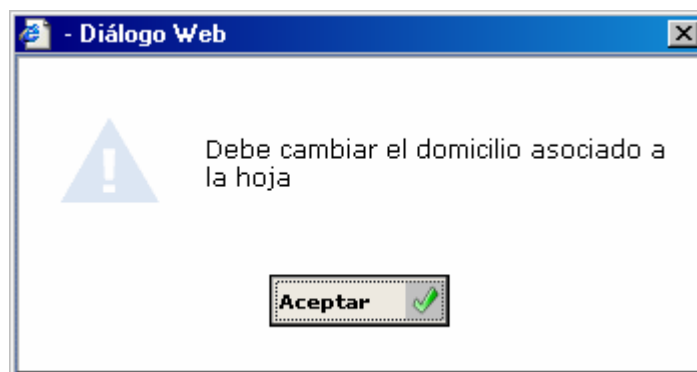 - Diálogo Web
Debe cambiar el domicilio asociado a
la hoja
Aceptar